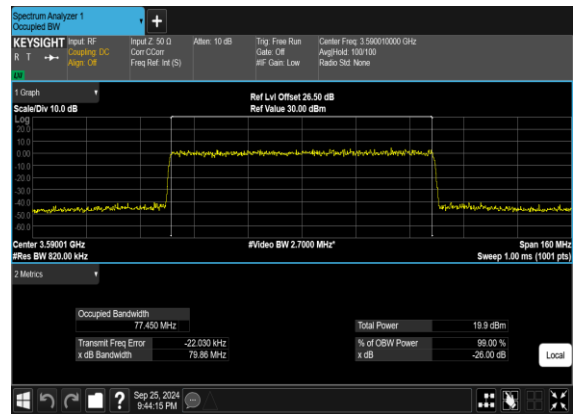 Spectrum Analyzer 1
Occupied BW
KEYSIGHT
R T
LW
Input: RF
Coupling: DC
Align: Off
Input Z: 50 Ω
Corr CCorr
Freq Ref: Int (S)
Atten: 10 dB
Trig: Free Run
Gate: Off
#IF Gain: Low
Center Freq: 3.590010000 GHz
Avg|Hold: 100/100
Radio Std: None
1 Graph
Scale/Div 10.0 dB
Ref Lvl Offset 26.50 dB
Ref Value 30.00 dBm
Log
20.0
10.0
0.00
-10.0
-20.0
-30.0
-40.0
-50.0
-60.0
Center 3.59001 GHz
#Res BW 820.00 kHz
#Video BW 2.7000 MHz*
Span 160 MHz
Sweep 1.00 ms (1001 pts)
2 Metrics
Occupied Bandwidth
77.450 MHz
Total Power 19.9 dBm
Transmit Freq Error -22.030 kHz
% of OBW Power 99.00 %
x dB Bandwidth 79.86 MHz
x dB -26.00 dB
Local
?
Sep 25, 2024
9:44:15 PM